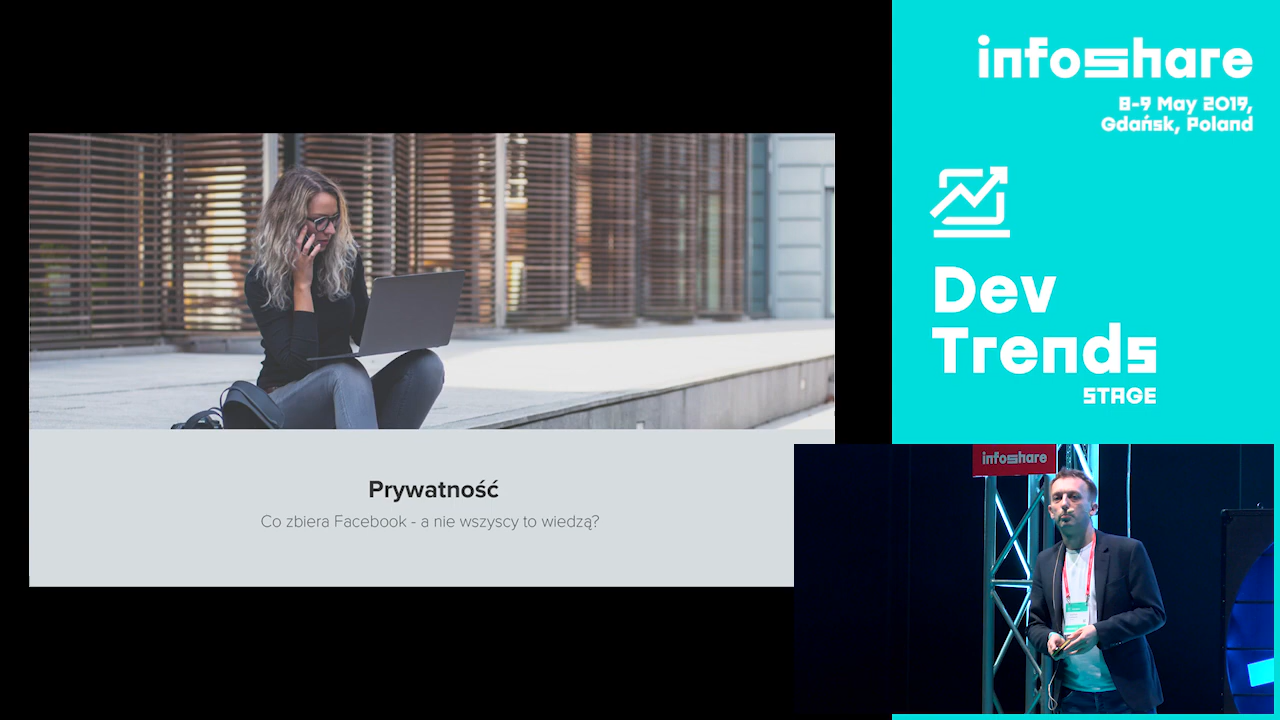 infoshare
8-9 May 2019,
Gdańsk, Poland
Dev
Trends
STAGE
Prywatność
Co zbiera Facebook - a nie wszyscy to wiedzą?
infoshare